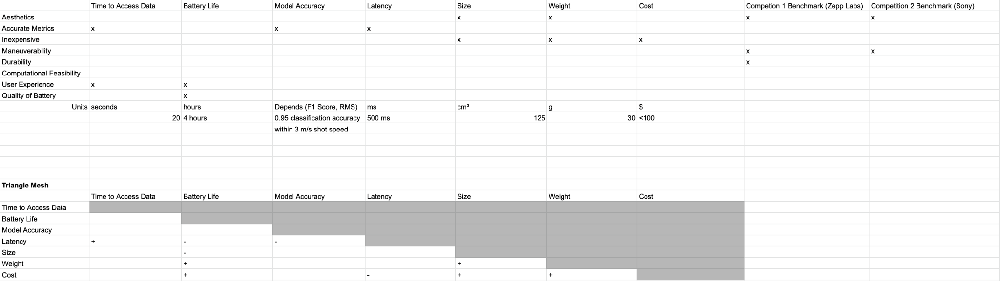 Time to Access Data Battery Life Model Accuracy Latency Size Weight Cost Competion 1 Benchmark (Zepp Labs) Competition 2 Benchmark (Sony)
Aesthetics x x x x
Accurate Metrics x x x
Inexpensive x x x
Maneuverability x x
Durability x
Computational Feasibility
User Experience x x
Quality of Battery x
Units seconds hours Depends (F1 Score, RMS) ms cm³ g $
20 4 hours 0.95 classification accuracy 500 ms 125 30 <100
within 3 m/s shot speed
Triangle Mesh
Time to Access Data Battery Life Model Accuracy Latency Size Weight Cost
Time to Access Data
Battery Life
Model Accuracy
Latency + - -
Size -
Weight + +
Cost + - + +